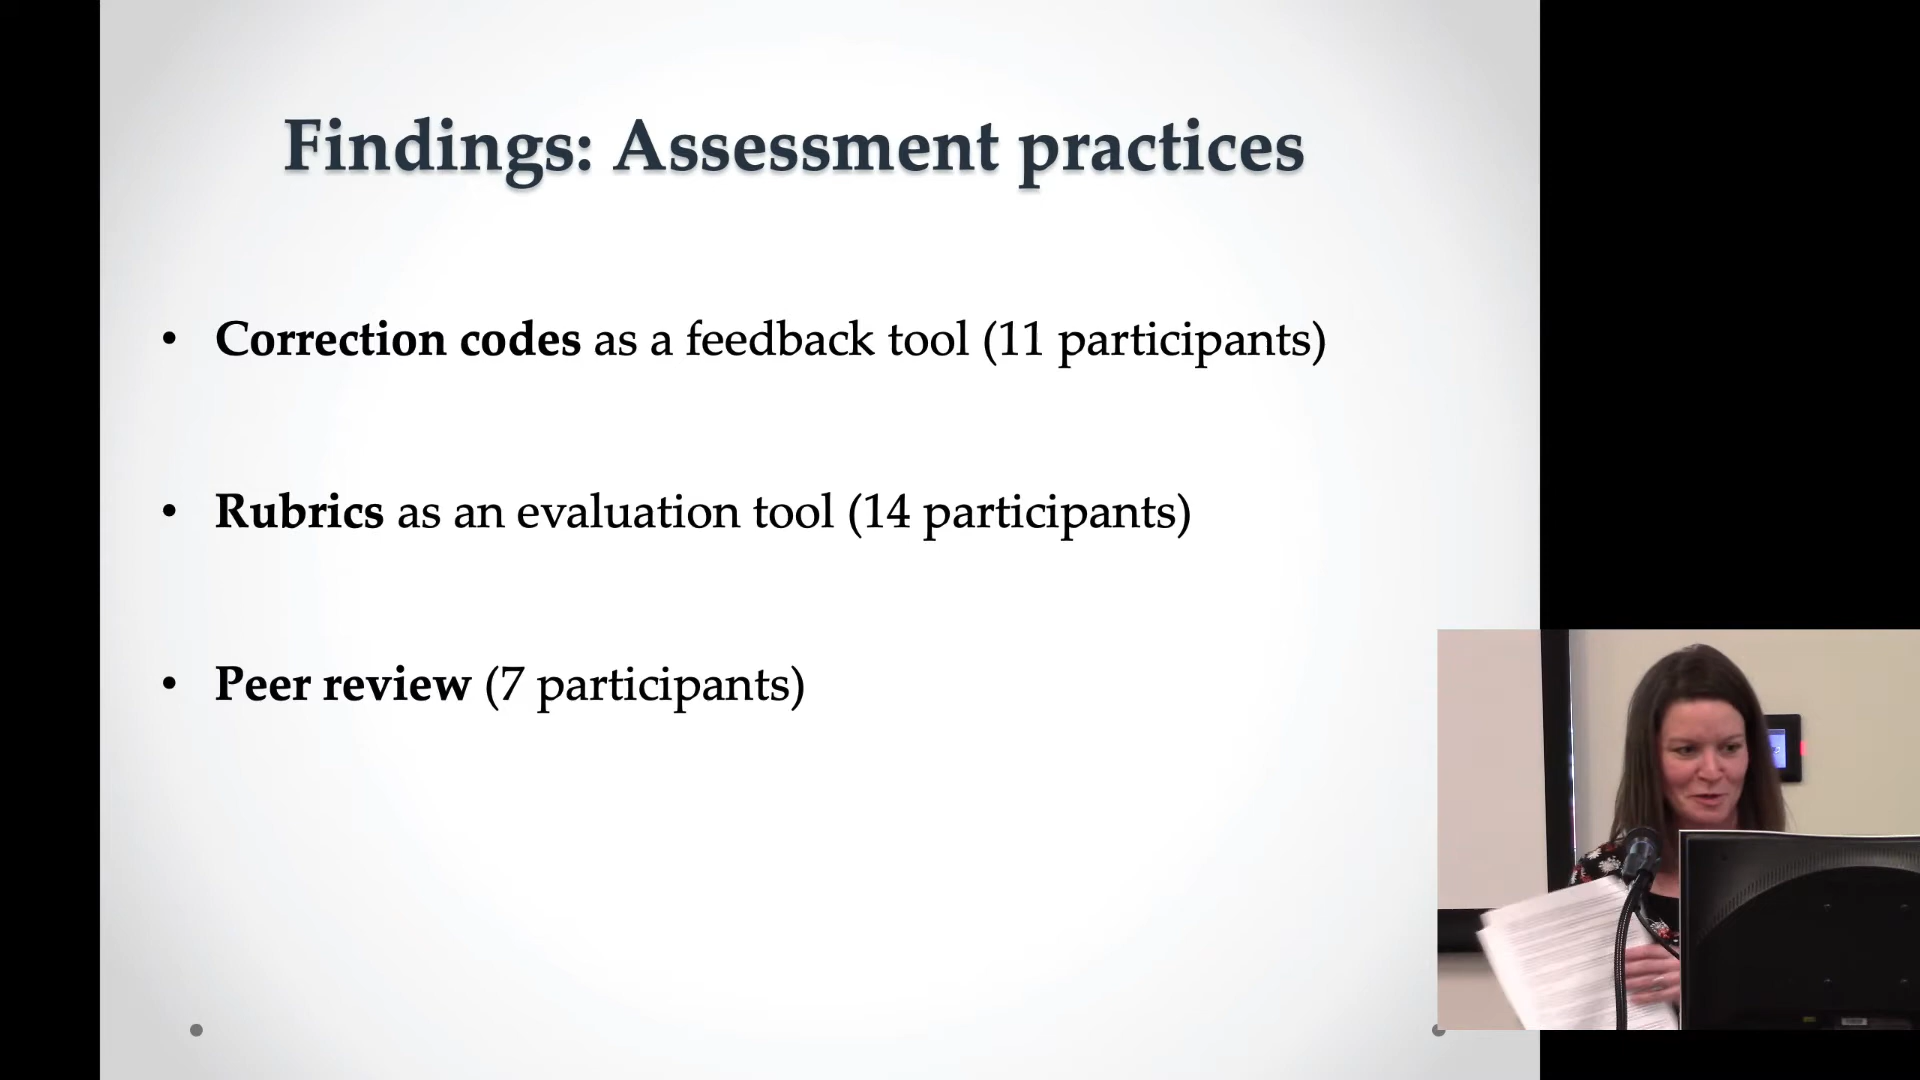 Findings: Assessment practices
• Correction codes as a feedback tool (11 participants)
• Rubrics as an evaluation tool (14 participants)
• Peer review (7 participants)